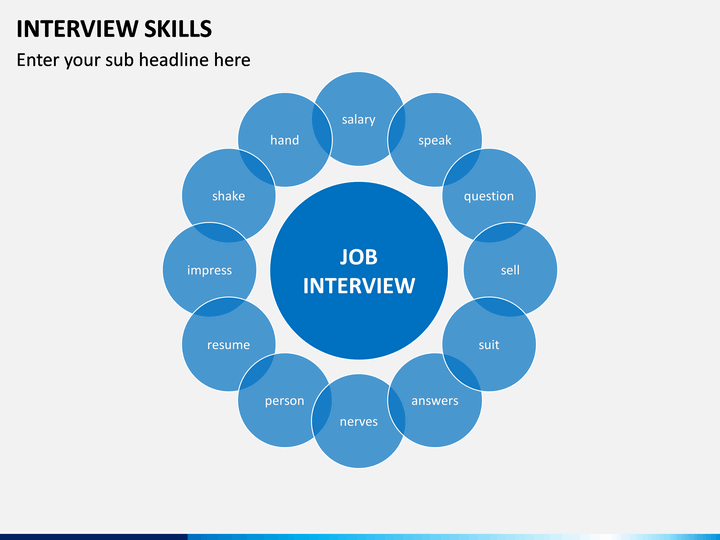 INTERVIEW SKILLS
Enter your sub headline here
salary
speak
question
sell
suit
answers
nerves
person
resume
impress
shake
hand
JOB
INTERVIEW